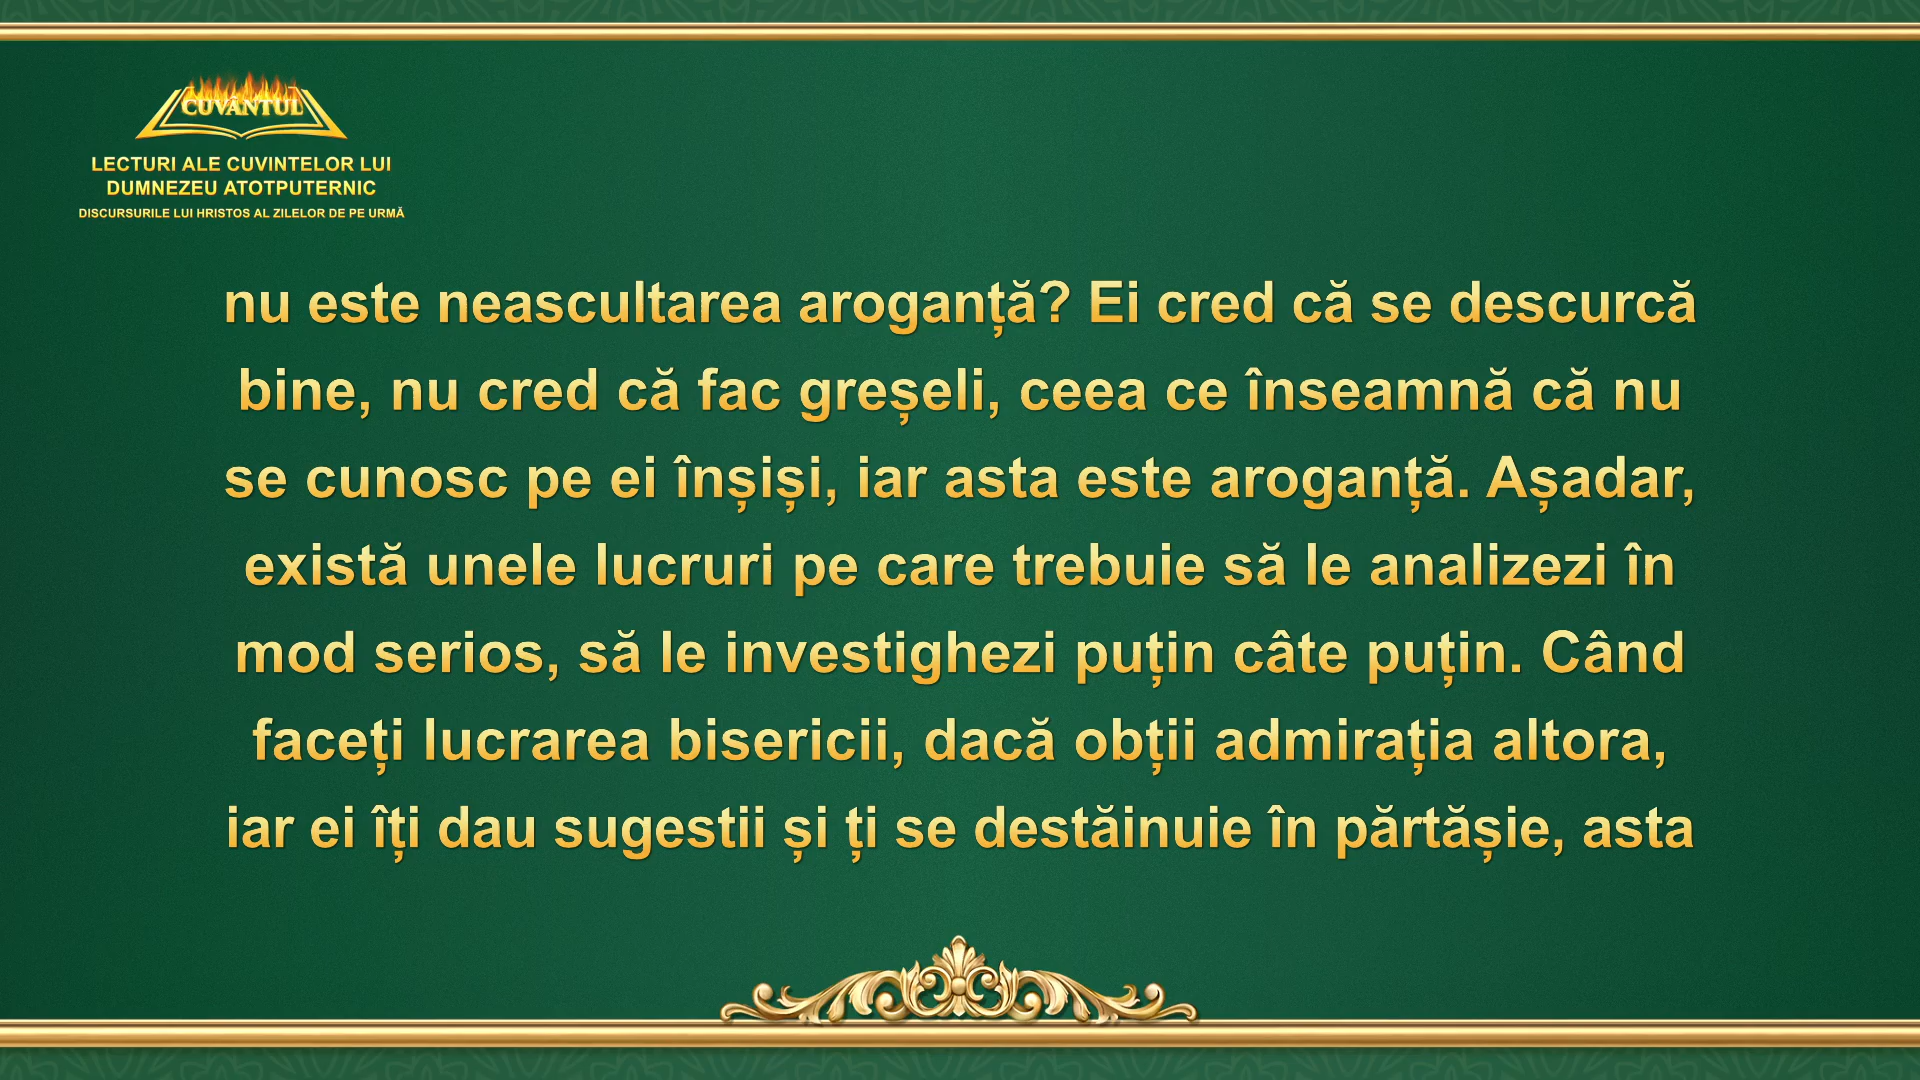 CUVÂNTUL
LECTURI ALE CUVINTELOR LUI
DUMNEZEU ATOTPUTERNIC
DISCURSURILE LUI HRISTOS AL ZILELOR DE PE URMĂ
nu este neascultarea aroganță? Ei cred că se descurcă
bine, nu cred că fac greșeli, ceea ce înseamnă că nu
se cunosc pe ei înșiși, iar asta este aroganță. Așadar,
există unele lucruri pe care trebuie să le analizezi în
mod serios, să le investighezi puțin câte puțin. Când
faceți lucrarea bisericii, dacă obții admirația altora,
iar ei îți dau sugestii și ți se destăinuie în părtășie, asta